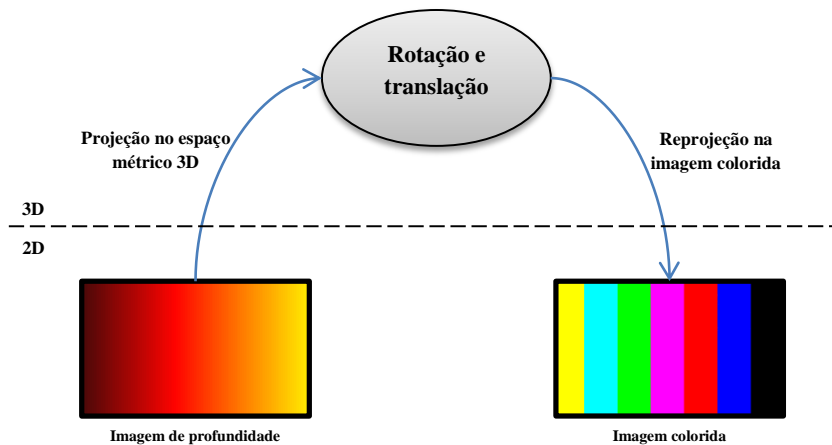 Rotação e
translação
Projeção no espaço
métrico 3D
Reprojeção na
imagem colorida
3D
2D
Imagem de profundidade
Imagem colorida